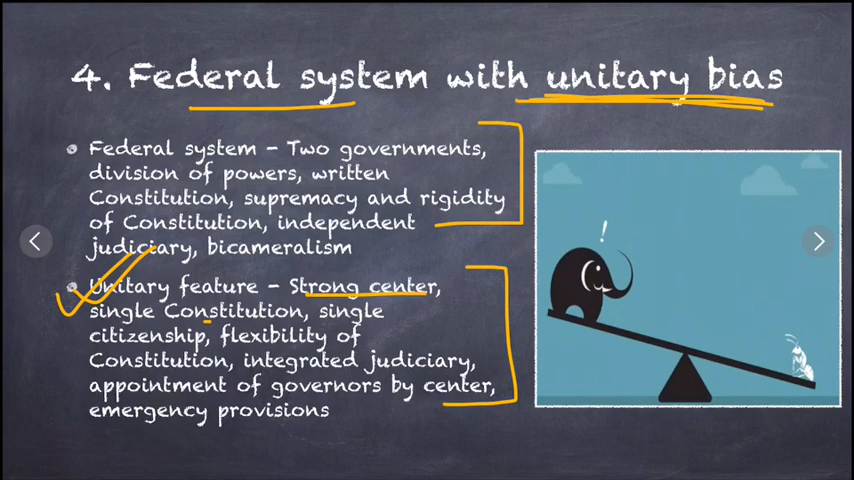 4. Federal system with unitary bias
Federal system - Two governments,
division of powers, written
Constitution, supremacy and rigidity
of Constitution, independent
judiciary, bicameralism
Unitary feature - Strong center,
single Constitution, single
citizenship, flexibility of
Constitution, integrated judiciary,
appointment of governors by center,
emergency provisions
!